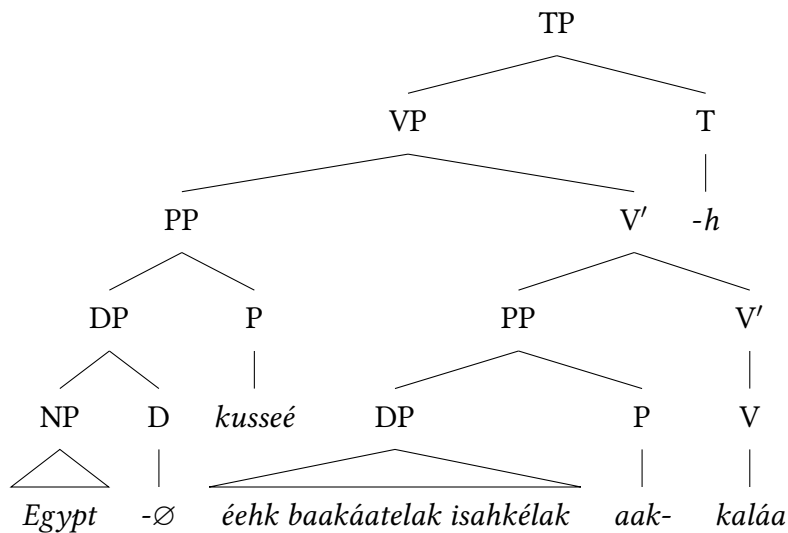 TP
VP T
PP V′ -h
DP P PP V′
NP D kusseé DP P V
Egypt -∅ éehk baakáatelak isahkélak aak- kaláa